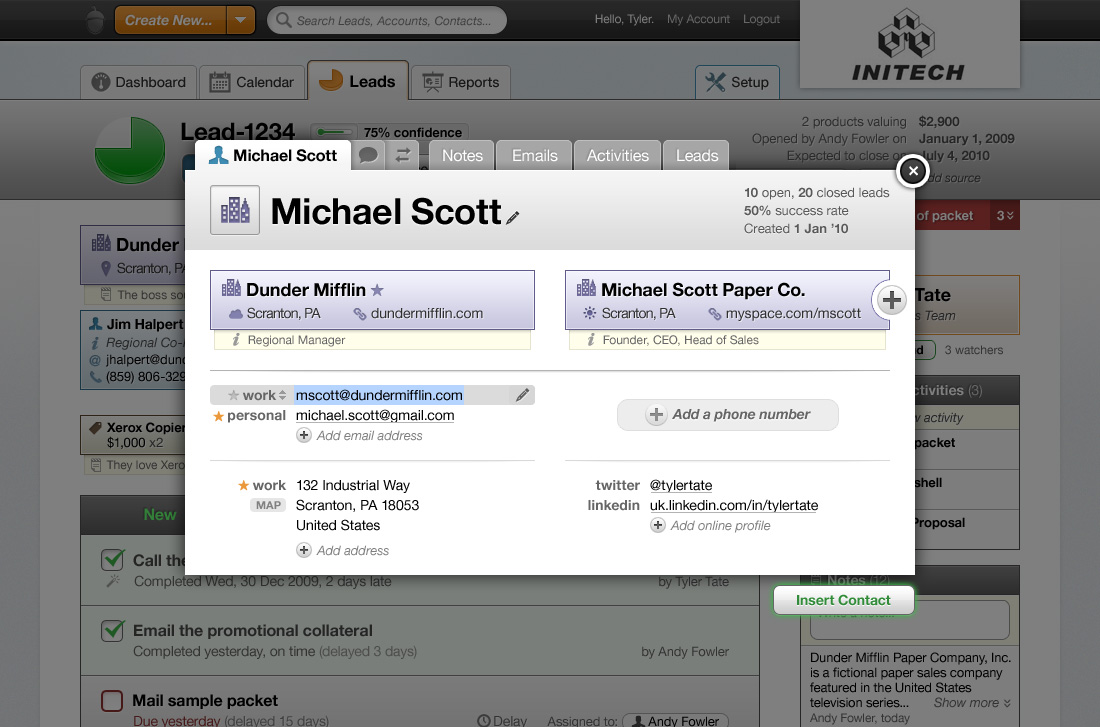 Create New...
Search Leads, Accounts, Contacts...
Hello, Tyler. My Account Logout
INITECH
Dashboard
Calendar
Leads
Reports
Setup
Lead-1234
75% confidence
2 products valuing $2,900
Opened by Andy Fowler on January 1, 2009
Expected to close on July 4, 2010
source
Michael Scott
Notes
Emails
Activities
Leads
Michael Scott
10 open, 20 closed leads
50% success rate
Created 1 Jan '10
of packet 3
Dunder
Scranton, PA
The boss
Jim Halpert
Regional
(859) 806-329
Xerox Copier
$1,000 x2
They love Xero
Dunder Mifflin
Scranton, PA dundermifflin.com
Regional Manager
Michael Scott Paper Co.
Scranton, PA myspace.com/mscott
Founder, CEO, Head of Sales
Tate
Team
3 watchers
work mscott@dundermifflin.com
personal michael.scott@gmail.com
Add email address
Add a phone number
ctivities (3)
activity
packet
shell
Proposal
work 132 Industrial Way
MAP Scranton, PA 18053
United States
Add address
twitter @tylertate
linkedin uk.linkedin.com/in/tylertate
Add online profile
New
Call the
Completed Wed, 30 Dec 2009, 2 days late by Tyler Tate
Email the promotional collateral
Completed yesterday, on time (delayed 3 days) by Andy Fowler
Mail sample packet
Due yesterday (delayed 15 days) Delay Assigned to: Andy Fowler
Notes (12)
Insert Contact
Dunder Mifflin Paper Company, Inc.
is a fictional paper sales company
featured in the United States
television series... Show more
Andy Fowler, today